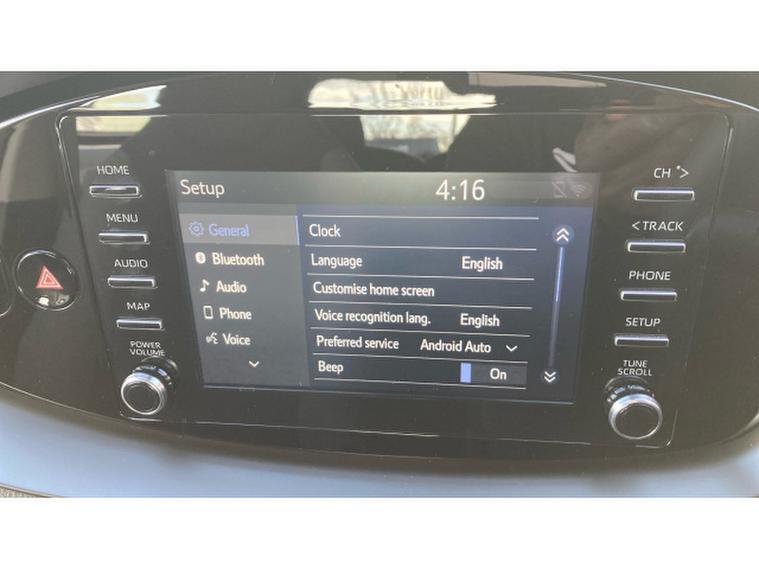 Setup 4:16
HOME
MENU
AUDIO
MAP
POWER
VOLUME
General
Bluetooth
Audio
Phone
Voice
Clock
Language English
Customise home screen
Voice recognition lang. English
Preferred service Android Auto
Beep On
CH >
< TRACK
PHONE
SETUP
TUNE
SCROLL